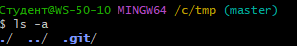 Студент@WS-50-10 MINGW64 /c/tmp (master)
$ ls -a
./  ../  .git/